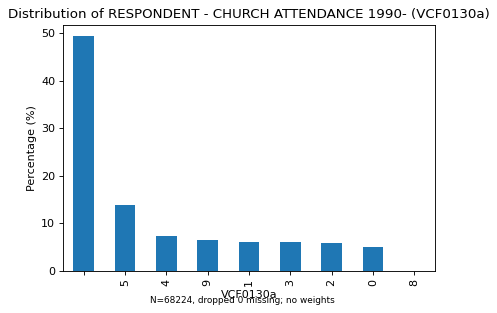 Distribution of RESPONDENT - CHURCH ATTENDANCE 1990- (VCF0130a)
50
40
30
20
10
0
Percentage (%)
5 4 9 1 3 2 0 8
VCF0130a
N=68224, dropped 0 missing; no weights